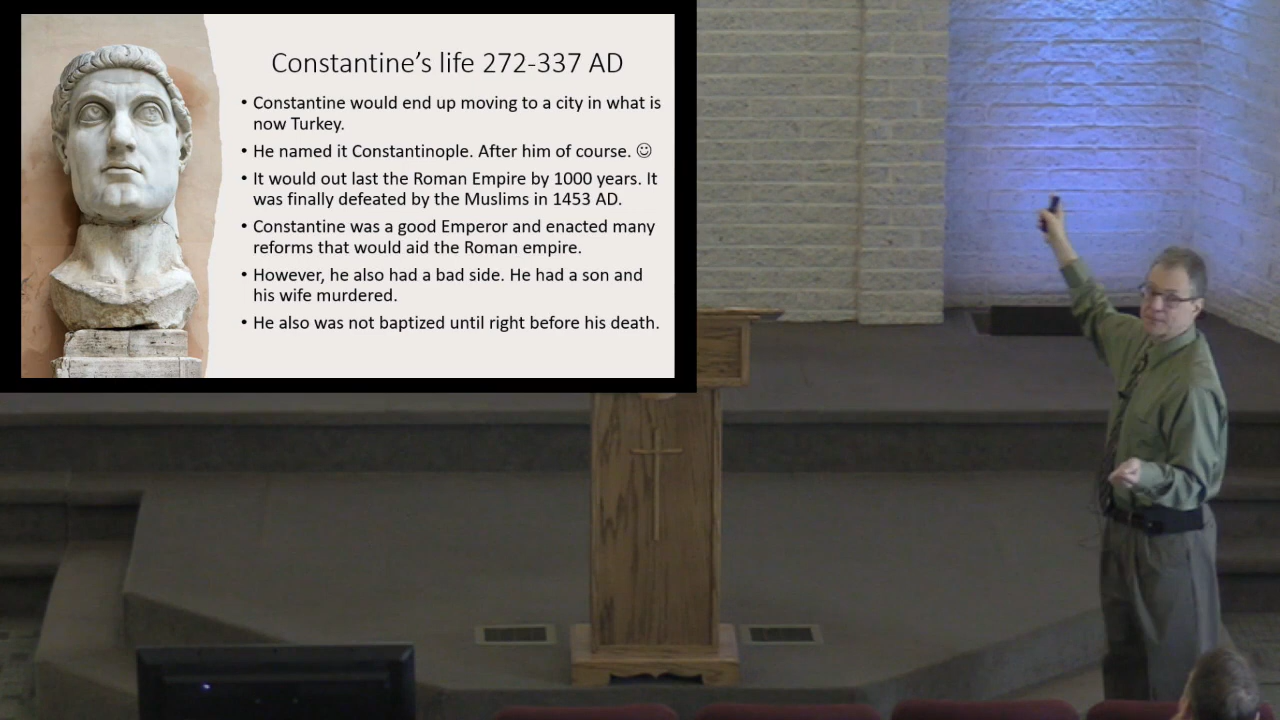 Constantine's life 272-337 AD
• Constantine would end up moving to a city in what is
now Turkey.
• He named it Constantinople. After him of course. ☺
• It would out last the Roman Empire by 1000 years. It
was finally defeated by the Muslims in 1453 AD.
• Constantine was a good Emperor and enacted many
reforms that would aid the Roman empire.
• However, he also had a bad side. He had a son and
his wife murdered.
• He also was not baptized until right before his death.